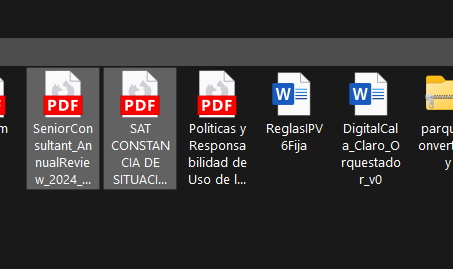 m
PDF
SeniorCon
sultant_An
nualRevie
w_2024_...
PDF
SAT
CONSTAN
CIA DE
SITUACI...
PDF
Politicas y
Responsa
bilidad de
Uso de l...
W
ReglasIPV
6Fija
W
DigitalCala
a_Claro_O
rquestado
r_v0
parqu
onvert
y